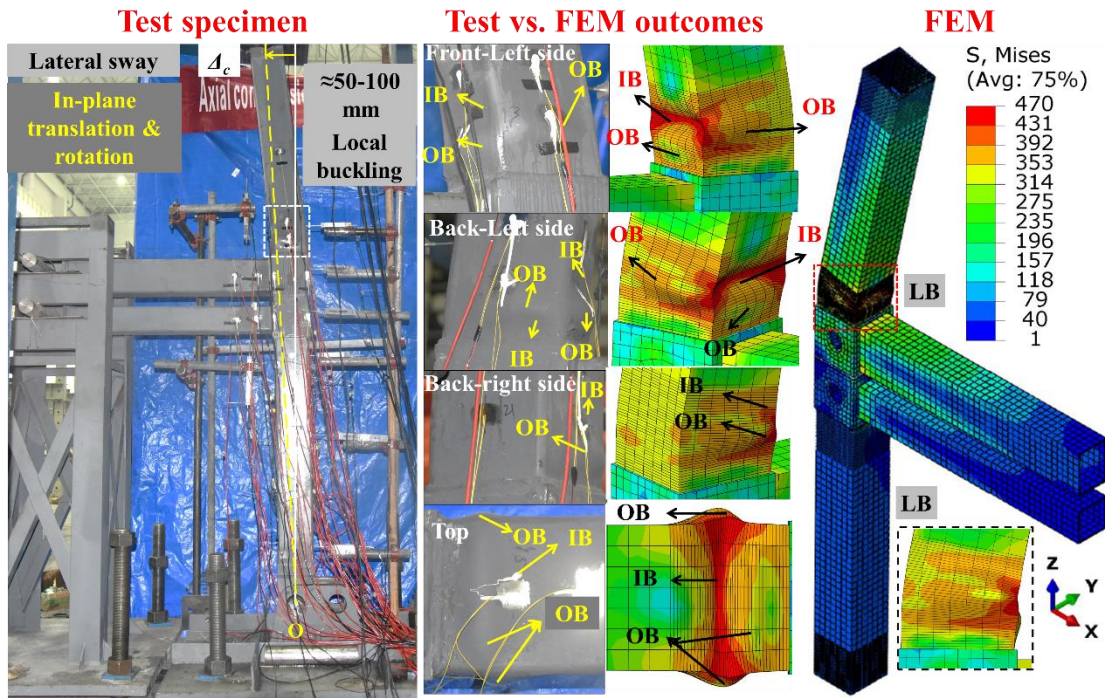 Test specimen
Test vs. FEM outcomes
FEM
Lateral sway
Δc
In-plane
translation &
rotation
≈50-100
mm
Local
buckling
Axial com
O
Front-Left side
OB
IB
OB
IB
OB
OB
Back-Left side
OB
IB
IB
OB
OB
IB
OB
Back-right side
IB
OB
IB
OB
Top
OB
IB
OB
OB
IB
OB
S, Mises
(Avg: 75%)
470
431
392
353
314
275
235
196
157
118
79
40
1
LB
LB
Z
Y
X